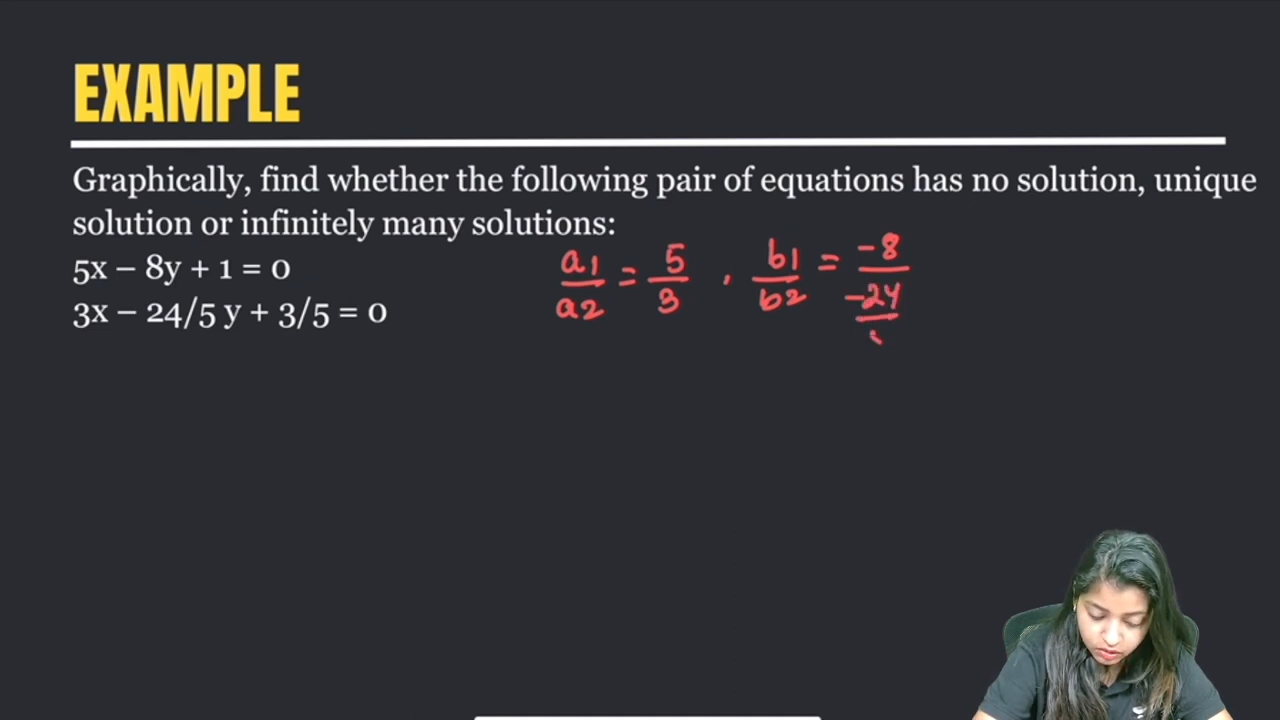 EXAMPLE
Graphically, find whether the following pair of equations has no solution, unique
solution or infinitely many solutions:
5x – 8y + 1 = 0
3x – 24/5 y + 3/5 = 0
a1/a2 = 5/3 , b1/b2 = -8/-24/